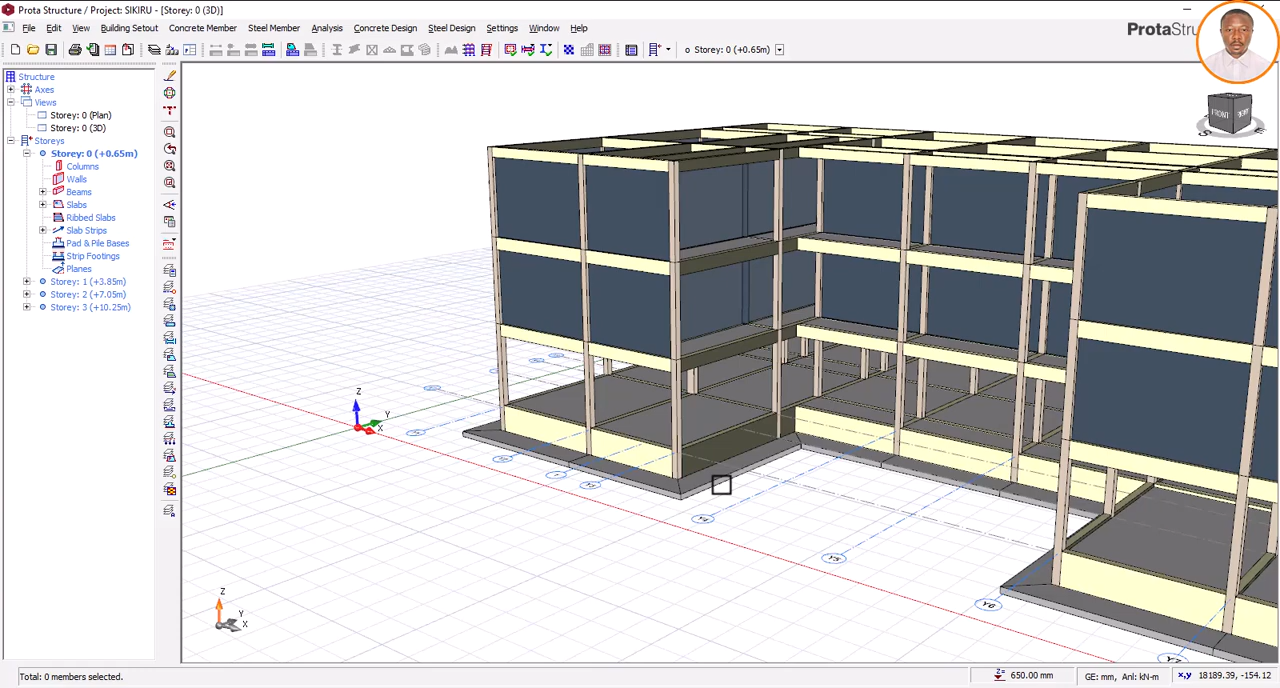 Prota Structure / Project: SIKIRU - [Storey: 0 (3D)]
File Edit View Building Setout Concrete Member Steel Member Analysis Concrete Design Steel Design Settings Window Help
ProtaStru
o Storey: 0 (+0.65m)
Structure
Axes
Views
Storey: 0 (Plan)
Storey: 0 (3D)
Storeys
Storey: 0 (+0.65m)
Columns
Walls
Beams
Slabs
Ribbed Slabs
Slab Strips
Pad & Pile Bases
Strip Footings
Planes
Storey: 1 (+3.85m)
Storey: 2 (+7.05m)
Storey: 3 (+10.25m)
FRONT
S
E
Z
Y
X
Y4
Y5
Z
Y
X
Total: 0 members selected.
Z= 650.00 mm
GE: mm, Anl: kN-m
x,y 18189.39, -154.12